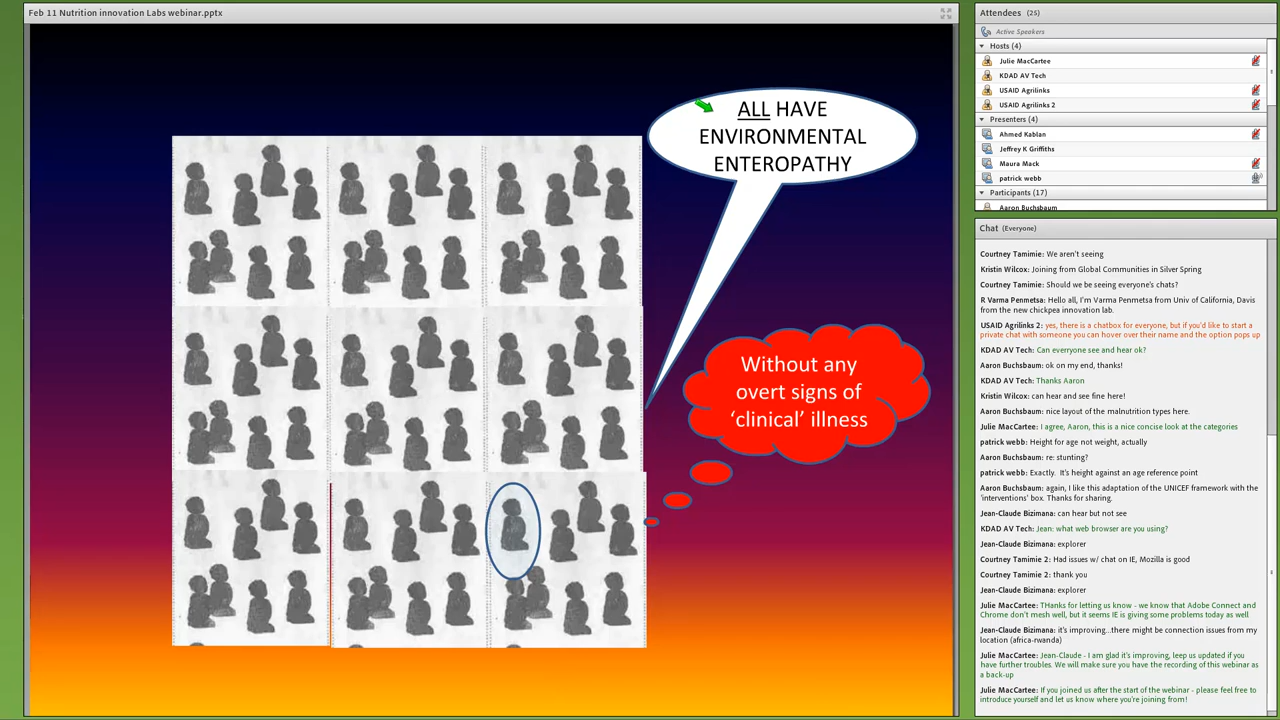 Feb 11 Nutrition innovation Labs webinar.pptx
ALL HAVE
ENVIRONMENTAL
ENTEROPATHY
Without any
overt signs of
‘clinical’ illness
Attendees (25)
Active Speakers
Hosts (4)
Julie MacCartee
KDAD AV Tech
USAID Agrilinks
USAID Agrilinks 2
Presenters (4)
Ahmed Kablan
Jeffrey K Griffiths
Maura Mack
patrick webb
Participants (17)
Aaron Buchsbaum
Chat (Everyone)
Courtney Tamimie: We aren't seeing
Kristin Wilcox: Joining from Global Communities in Silver Spring
Courtney Tamimie: Should we be seeing everyone's chats?
R Varma Penmetsa: Hello all, I'm Varma Penmetsa from Univ of California, Davis
from the new chickpea innovation lab.
USAID Agrilinks 2: yes, there is a chatbox for everyone, but if you'd like to start a
private chat with someone you can hover over their name and the option pops up
KDAD AV Tech: Can everyone see and hear ok?
Aaron Buchsbaum: ok on my end, thanks!
KDAD AV Tech: Thanks Aaron
Kristin Wilcox: can hear and see fine here!
Aaron Buchsbaum: nice layout of the malnutrition types here.
Julie MacCartee: I agree, Aaron, this is a nice concise look at the categories
patrick webb: Height for age not weight, actually
Aaron Buchsbaum: re: stunting?
patrick webb: Exactly. It's height against an age reference point
Aaron Buchsbaum: again, I like this adaptation of the UNICEF framework with the
'interventions' box. Thanks for sharing.
Jean-Claude Bizimana: can hear but not see
KDAD AV Tech: Jean: what web browser are you using?
Jean-Claude Bizimana: explorer
Courtney Tamimie 2: Had issues w/ chat on IE, Mozilla is good
Courtney Tamimie 2: thank you
Jean-Claude Bizimana: explorer
Julie MacCartee: THanks for letting us know - we know that Adobe Connect and
Chrome don't mesh well, but it seems IE is giving some problems today as well
Jean-Claude Bizimana: it's improving...there might be connection issues from my
location (africa-rwanda)
Julie MacCartee: Jean-Claude - I am glad it's improving, leep us updated if you
have further troubles. We will make sure you have the recording of this webinar as
a back-up
Julie MacCartee: If you joined us after the start of the webinar - please feel free to
introduce yourself and let us know where you're joining from!